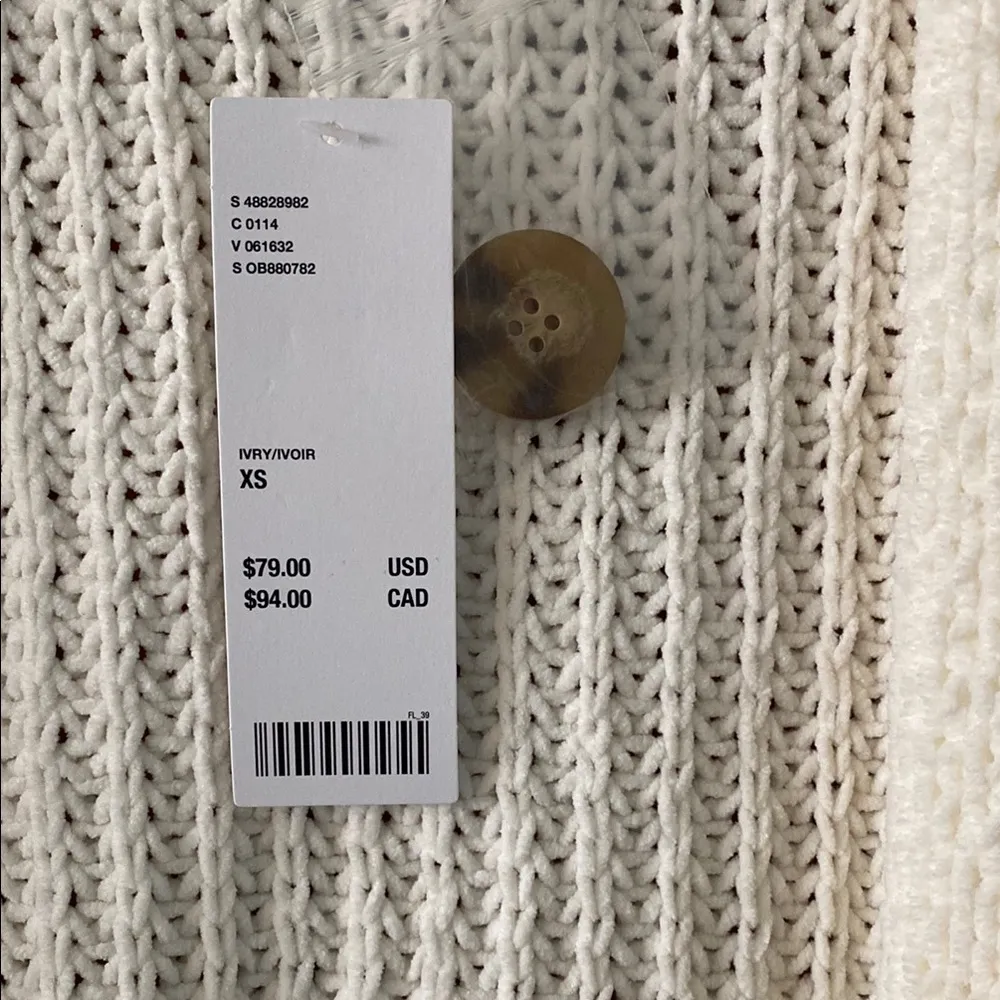 S 48828982
C 0114
V 061632
S OB880782
IVRY/IVOIR
XS
$79.00 USD
$94.00 CAD
FL_39